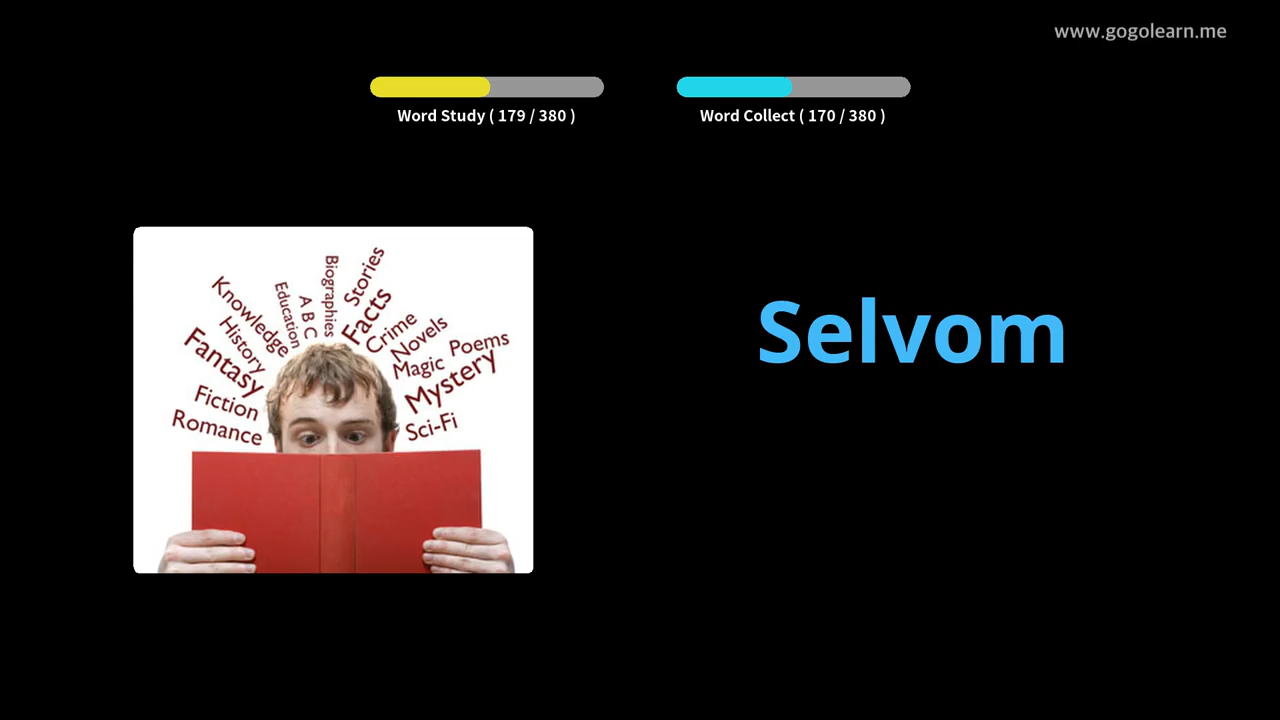 www.gogolearn.me
Word Study ( 179 / 380 )
Word Collect ( 170 / 380 )
Selvom
Biographies
Stories
Education
A B C
Facts
Knowledge
Crime
History
Novels
Fantasy
Magic
Poems
Mystery
Fiction
Romance
Sci-Fi